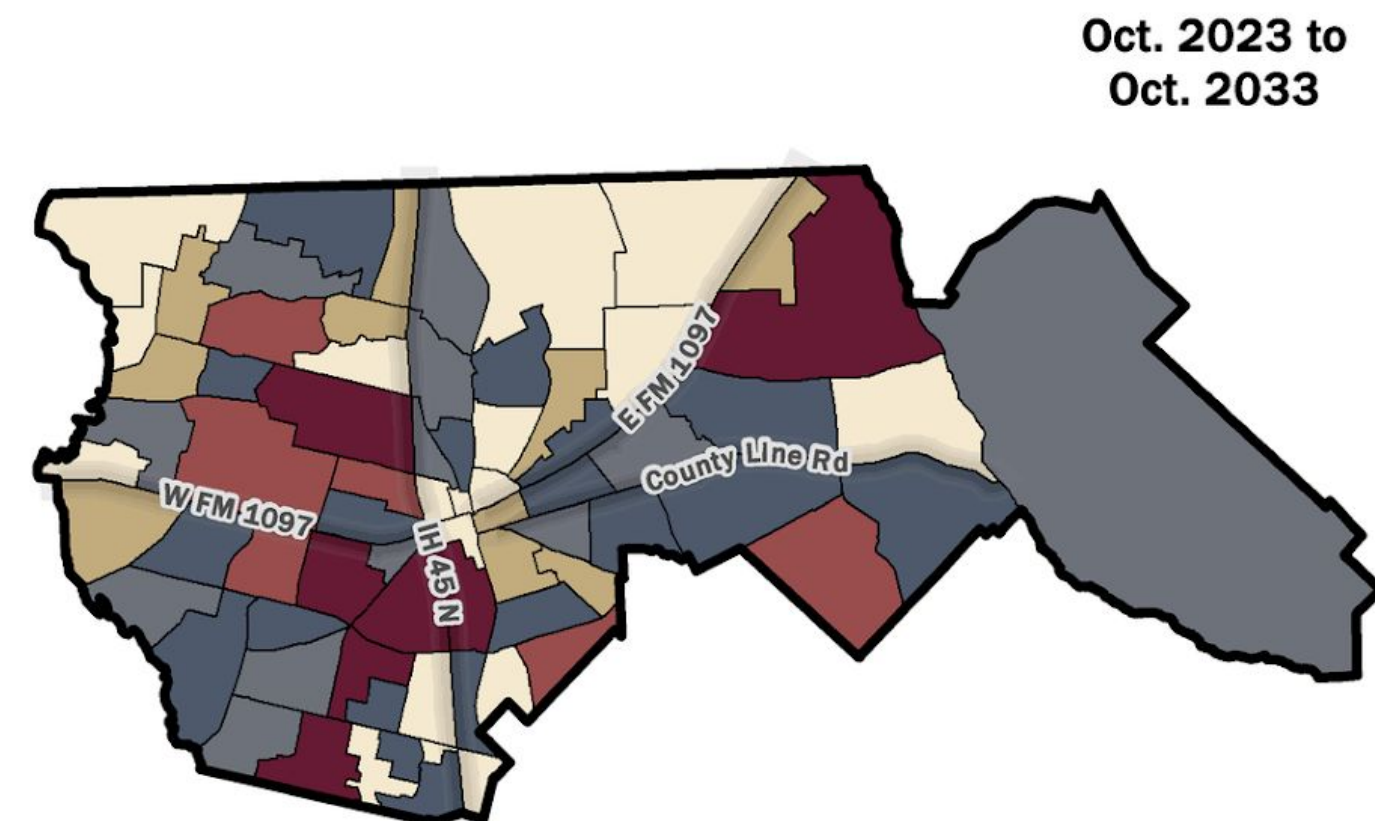 Oct. 2023 to
Oct. 2033
E FM 1097
County Line Rd
W FM 1097
IH 45 N